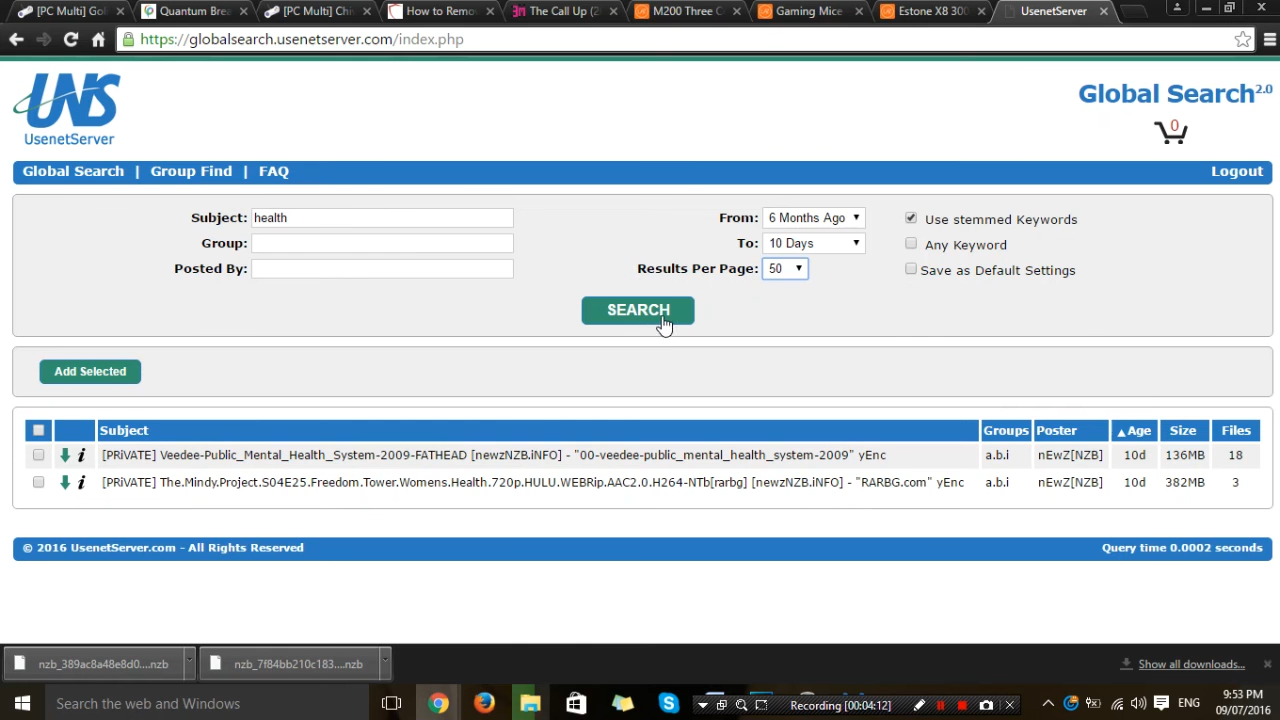 [PC Multi] Gol
Quantum Brea
[PC Multi] Chi
How to Remo
The Call Up (2
M200 Three C
Gaming Mice
Estone X8 300
UsenetServer
https://globalsearch.usenetserver.com/index.php
UNS
UsenetServer
Global Search2.0
0
Global Search | Group Find | FAQ
Logout
Subject: health
From: 6 Months Ago
Use stemmed Keywords
Group:
To: 10 Days
Any Keyword
Posted By:
Results Per Page: 50
Save as Default Settings
SEARCH
Add Selected
Subject Groups Poster Age Size Files
[PRiVATE] Veedee-Public_Mental_Health_System-2009-FATHEAD [newzNZB.iNFO] - "00-veedee-public_mental_health_system-2009" yEnc a.b.i nEwZ[NZB] 10d 136MB 18
[PRiVATE] The.Mindy.Project.S04E25.Freedom.Tower.Womens.Health.720p.HULU.WEBRip.AAC2.0.H264-NTb[rarbg] [newzNZB.iNFO] - "RARBG.com" yEnc a.b.i nEwZ[NZB] 10d 382MB 3
© 2016 UsenetServer.com - All Rights Reserved
Query time 0.0002 seconds
nzb_389ac8a48e8d0....nzb
nzb_7f84bb210c183....nzb
Show all downloads...
Search the web and Windows
Recording [00:04:12]
ENG
9:53 PM
09/07/2016